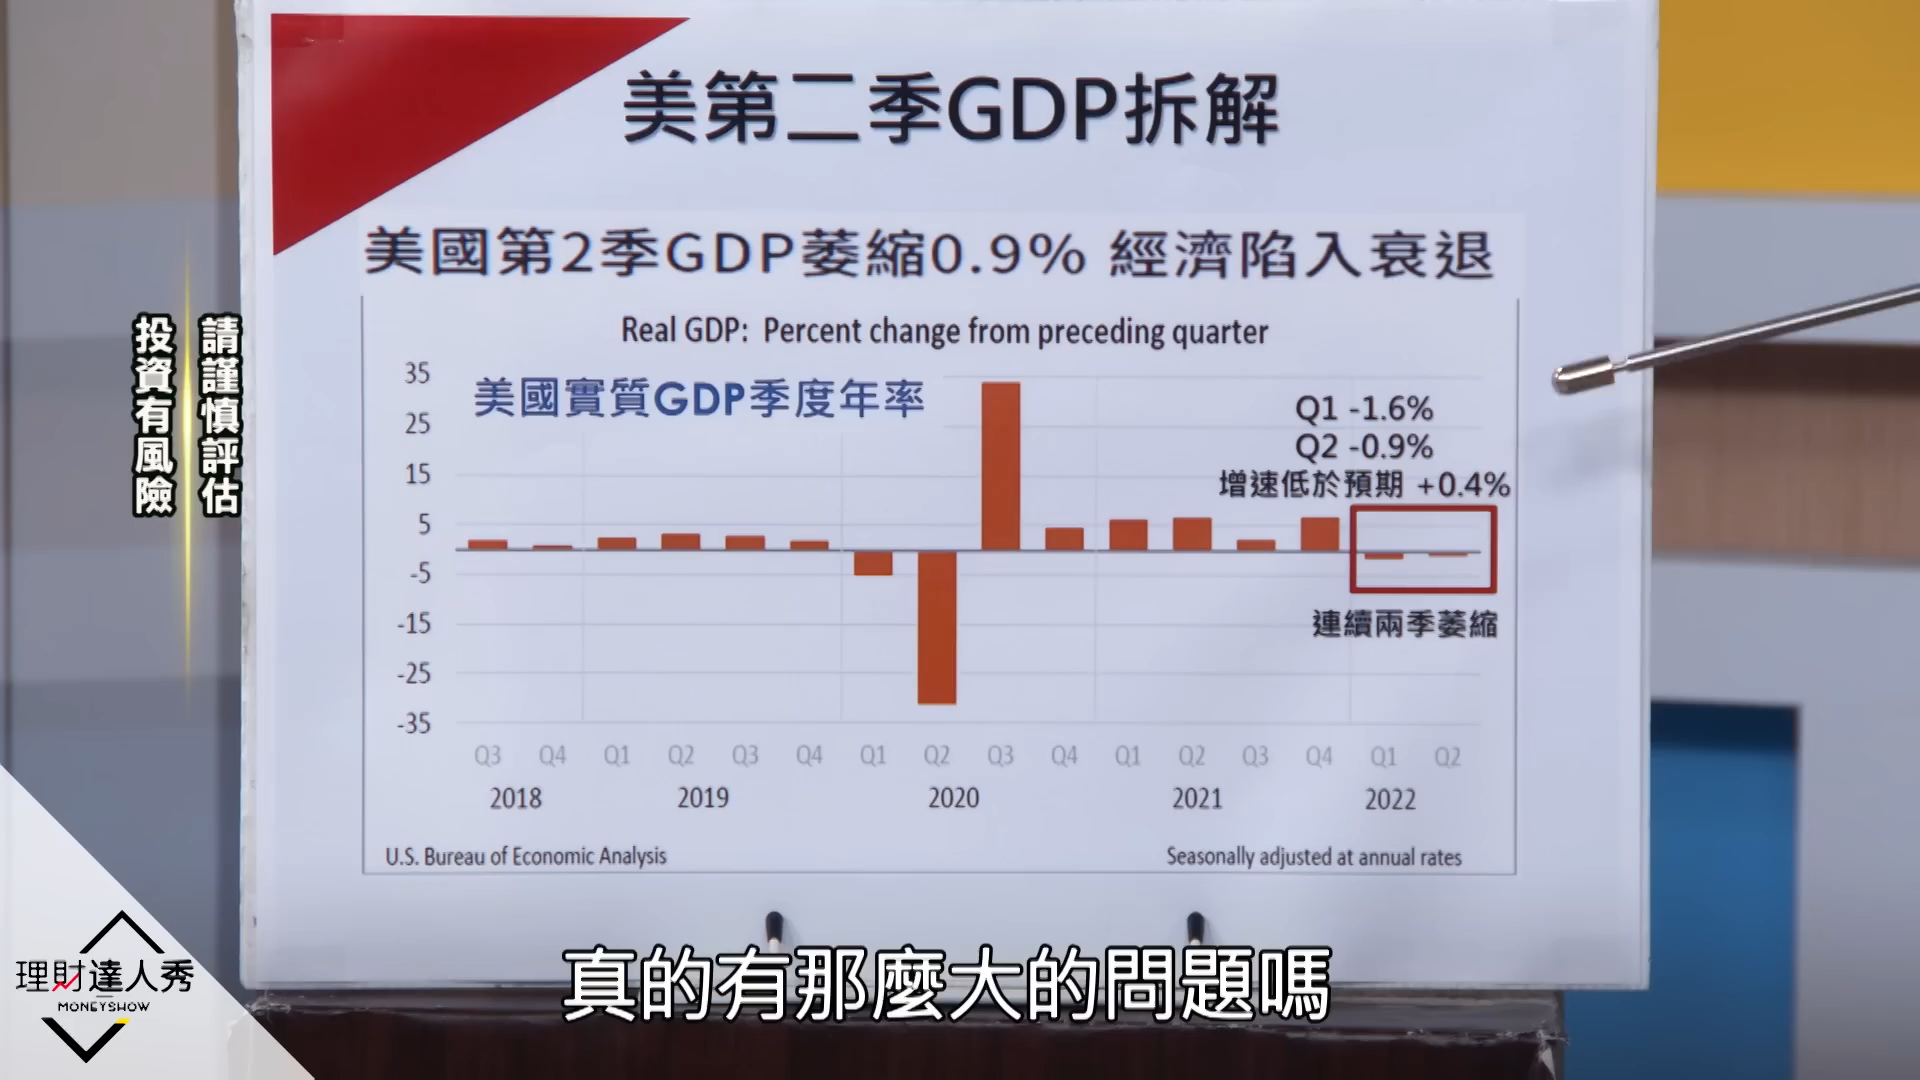 美第二季GDP拆解
美國第2季GDP萎縮0.9% 經濟陷入衰退
Real GDP: Percent change from preceding quarter
美國實質GDP季度年率
35
25
15
5
-5
-15
-25
-35
Q1 -1.6%
Q2 -0.9%
增速低於預期 +0.4%
連續兩季萎縮
Q3 Q4 Q1 Q2 Q3 Q4 Q1 Q2 Q3 Q4 Q1 Q2 Q3 Q4 Q1 Q2
2018 2019 2020 2021 2022
U.S. Bureau of Economic Analysis
Seasonally adjusted at annual rates
投資有風險
請謹慎評估
理財達人秀
MONEYSHOW
真的有那麼大的問題嗎